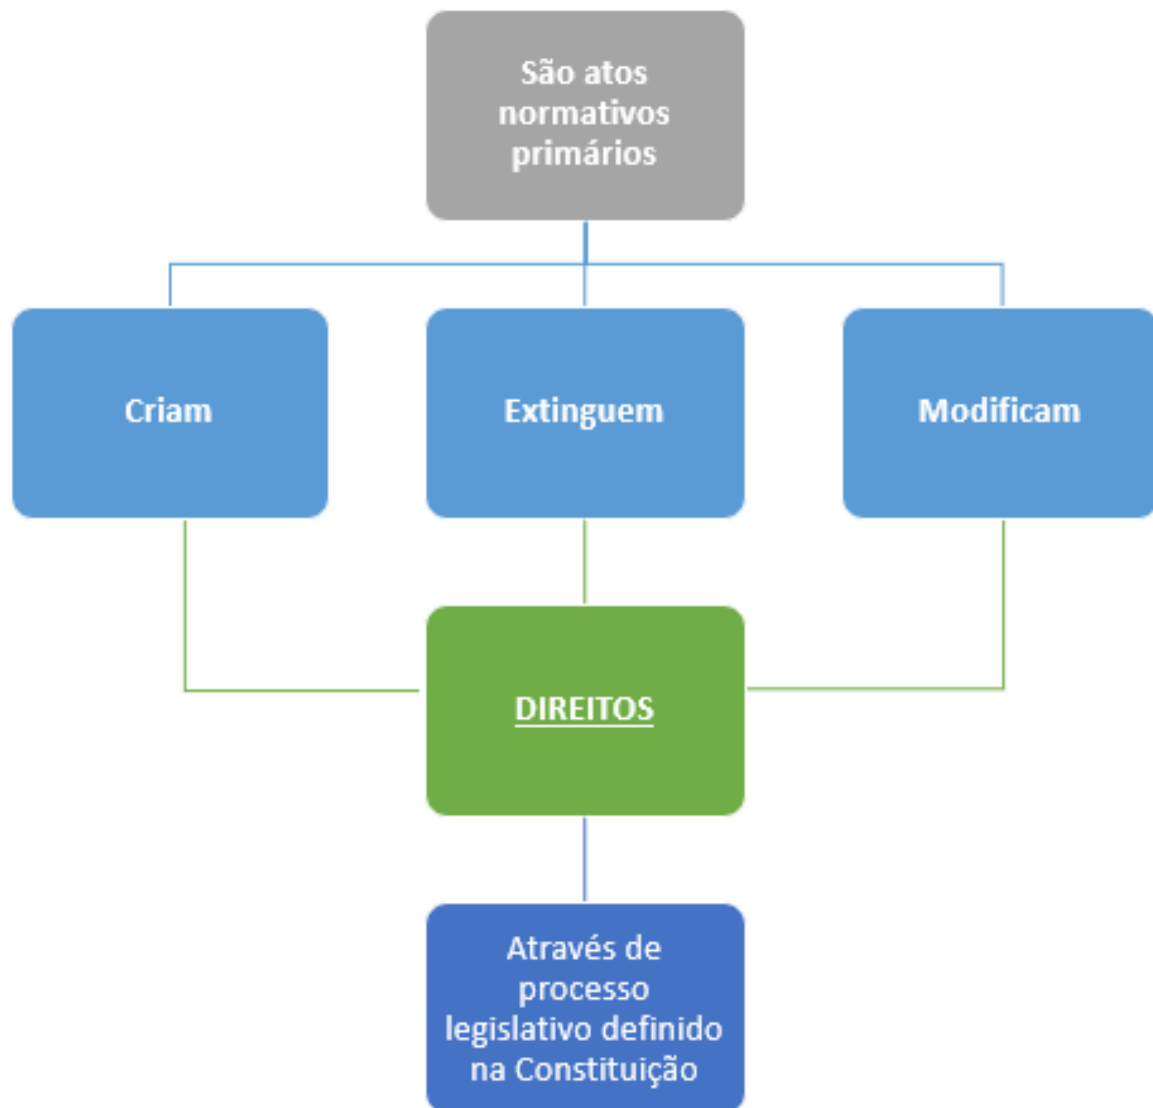 São atos
normativos
primários
Criam
Extinguem
Modificam
DIREITOS
Através de
processo
legislativo definido
na Constituição